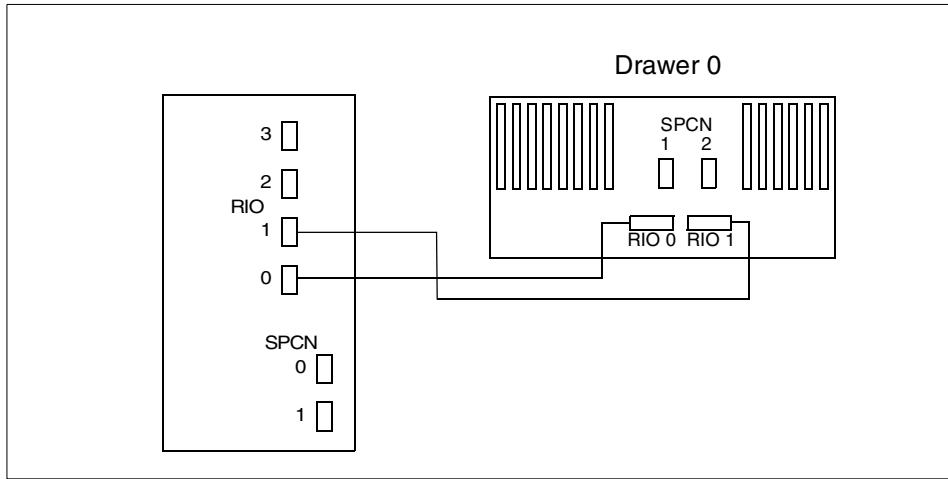 Drawer 0
SPCN
1 2
RIO 0 RIO 1
3
2
RIO
1
0
SPCN
0
1